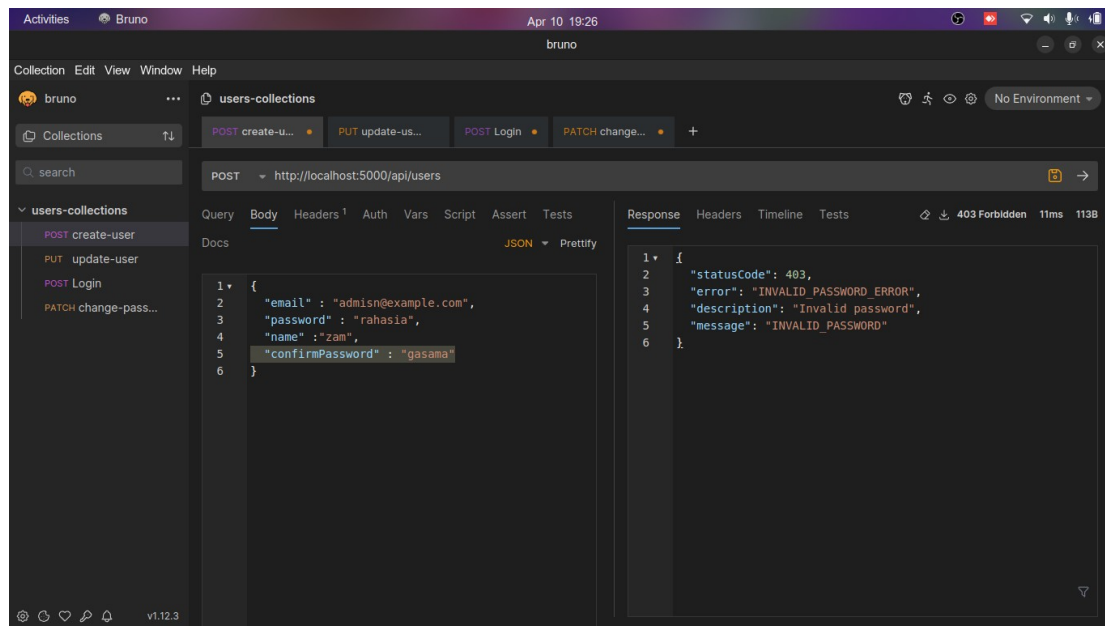 Activities Bruno Apr 10 19:26
bruno
Collection Edit View Window Help
bruno ... users-collections No Environment
Collections POST create-u... PUT update-us... POST Login PATCH change... +
search POST http://localhost:5000/api/users
users-collections Query Body Headers 1 Auth Vars Script Assert Tests Response Headers Timeline Tests 403 Forbidden 11ms 113B
POST create-user Docs JSON Prettify
PUT update-user
POST Login
PATCH change-pass...
1 {
2 "email" : "admisn@example.com",
3 "password" : "rahasia",
4 "name" :"zam",
5 "confirmPassword" : "gasama"
6 }
1 {
2 "statusCode": 403,
3 "error": "INVALID_PASSWORD_ERROR",
4 "description": "Invalid password",
5 "message": "INVALID_PASSWORD"
6 }
v1.12.3